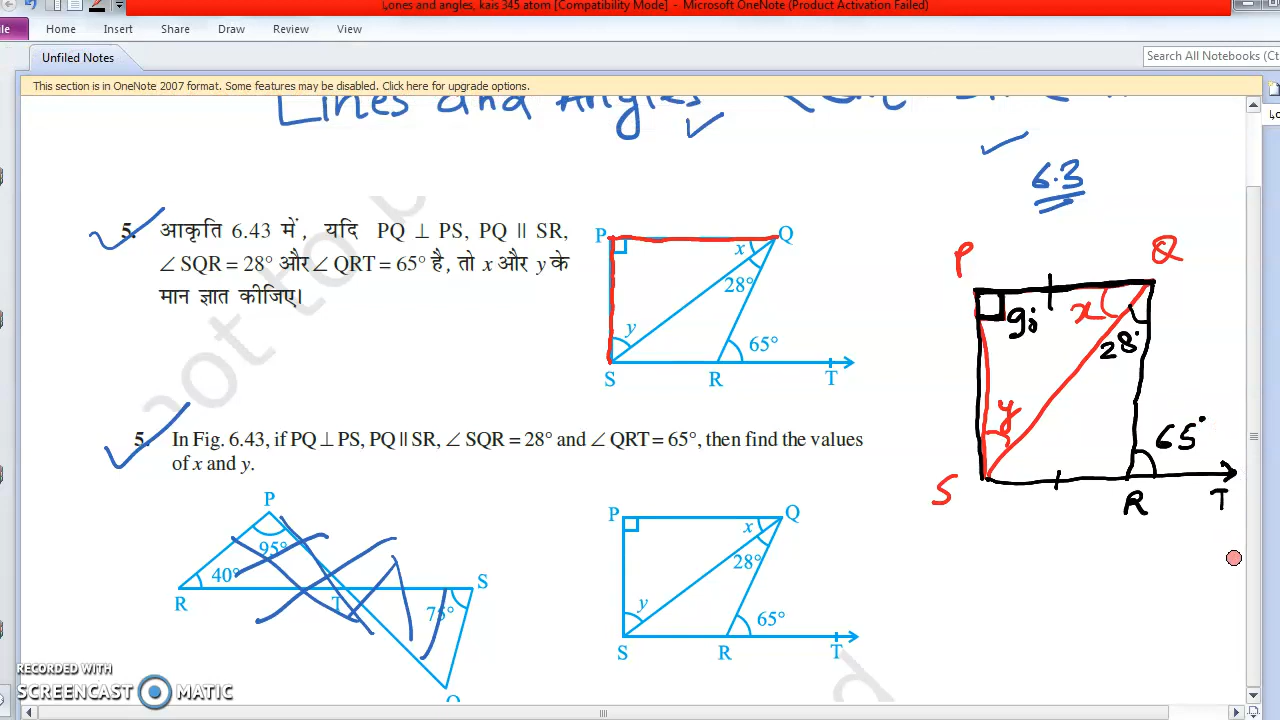 Lones and angles, kais 345 atom [Compatibility Mode] - Microsoft OneNote (Product Activation Failed)
Home Insert Share Draw Review View
Unfiled Notes
Search All Notebooks (Ct
This section is in OneNote 2007 format. Some features may be disabled. Click here for upgrade options.
Lines and Angles
6.3
5. आकृति 6.43 में, यदि PQ ⊥ PS, PQ || SR,
∠ SQR = 28° और ∠ QRT = 65° है, तो x और y के
मान ज्ञात कीजिए।
P Q
x
28°
y
65°
S R T
P Q
90 x
28°
y
65°
S R T
5. In Fig. 6.43, if PQ ⊥ PS, PQ || SR, ∠ SQR = 28° and ∠ QRT = 65°, then find the values
of x and y.
P
95°
40°
R T S
75°
P Q
x
28°
y
65°
S R T
not to b
RECORDED WITH
SCREENCAST MATIC